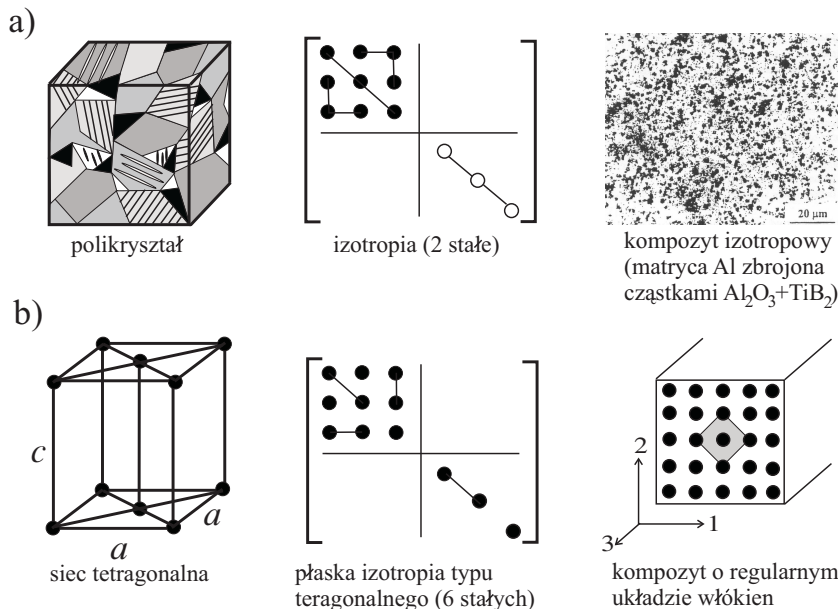 a)
polikryształ
izotropia (2 stałe)
20 µm
kompozyt izotropowy
(matryca Al zbrojona
cząstkami Al₂O₃+TiB₂)
b)
c
a
a
siec tetragonalna
płaska izotropia typu
teragonalnego (6 stałych)
2
1
3
kompozyt o regularnym
układzie włókien